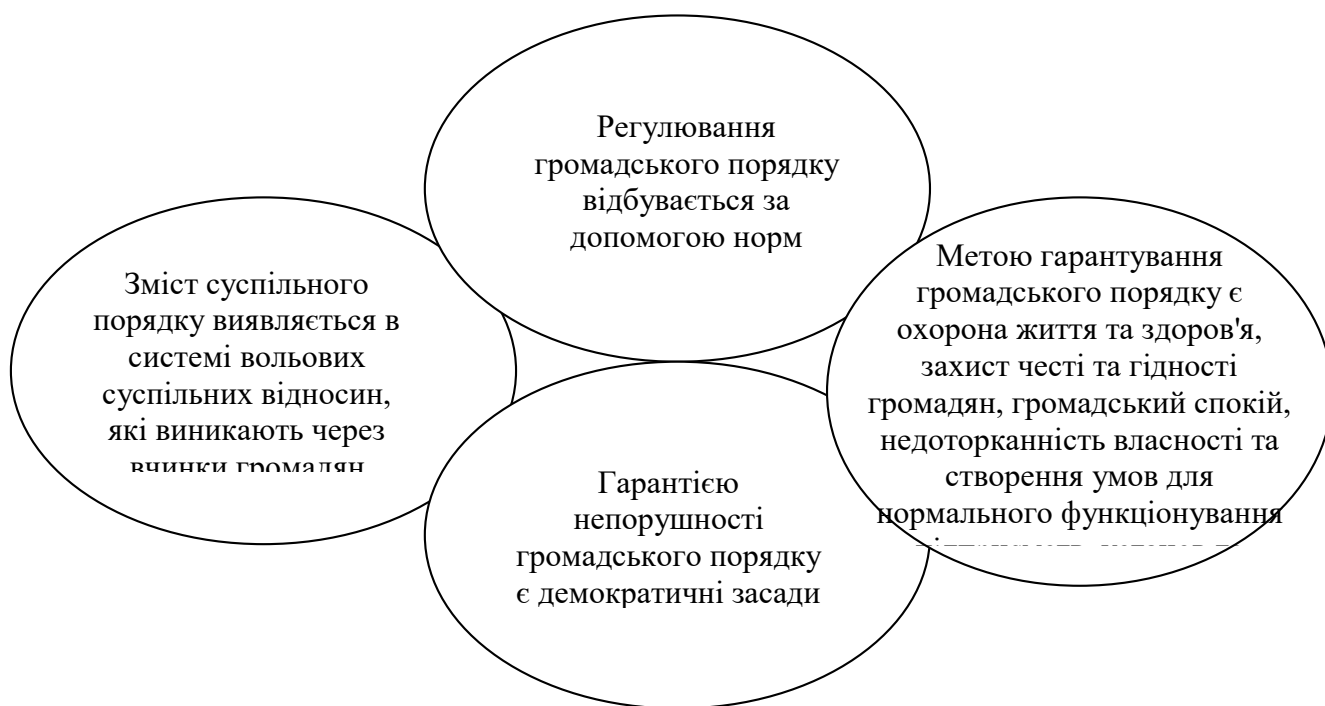 Регулювання
громадського порядку
відбувається за
допомогою норм
Зміст суспільного
порядку виявляється в
системі вольових
суспільних відносин,
які виникають через
вчинки громадян
Метою гарантування
громадського порядку є
охорона життя та здоров'я,
захист честі та гідності
громадян, громадський спокій,
недоторканність власності та
створення умов для
нормального функціонування
Гарантією
непорушності
громадського порядку
є демократичні засади